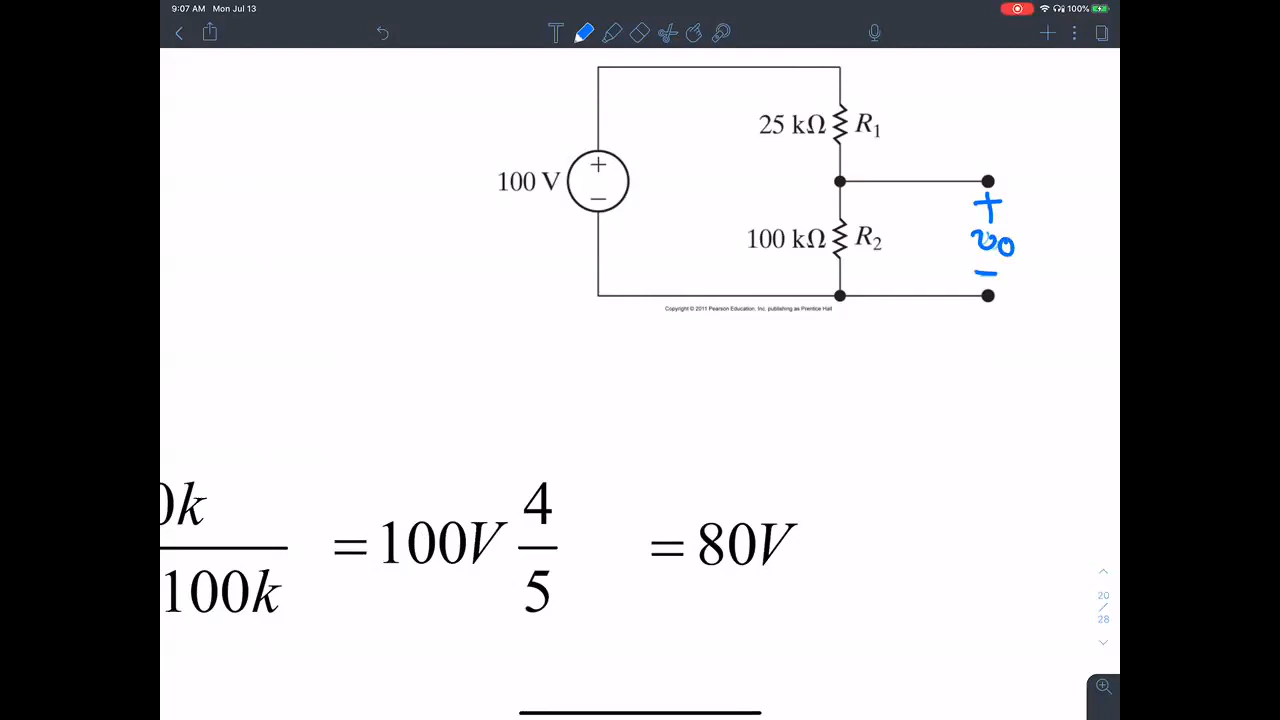 9:07 AM Mon Jul 13
100%
25 kΩ R1
100 V
+
−
+
100 kΩ R2
v0
−
Copyright © 2011 Pearson Education, Inc. publishing as Prentice Hall
0k
100k
= 100V 4/5 = 80V
20
/
28